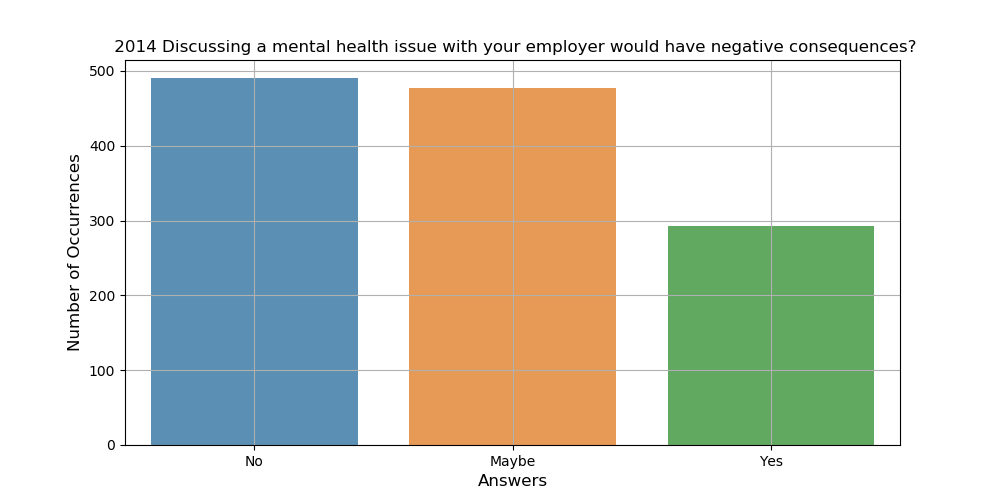 2014 Discussing a mental health issue with your employer would have negative consequences?
500
400
300
200
100
0
Number of Occurrences
No
Maybe
Yes
Answers